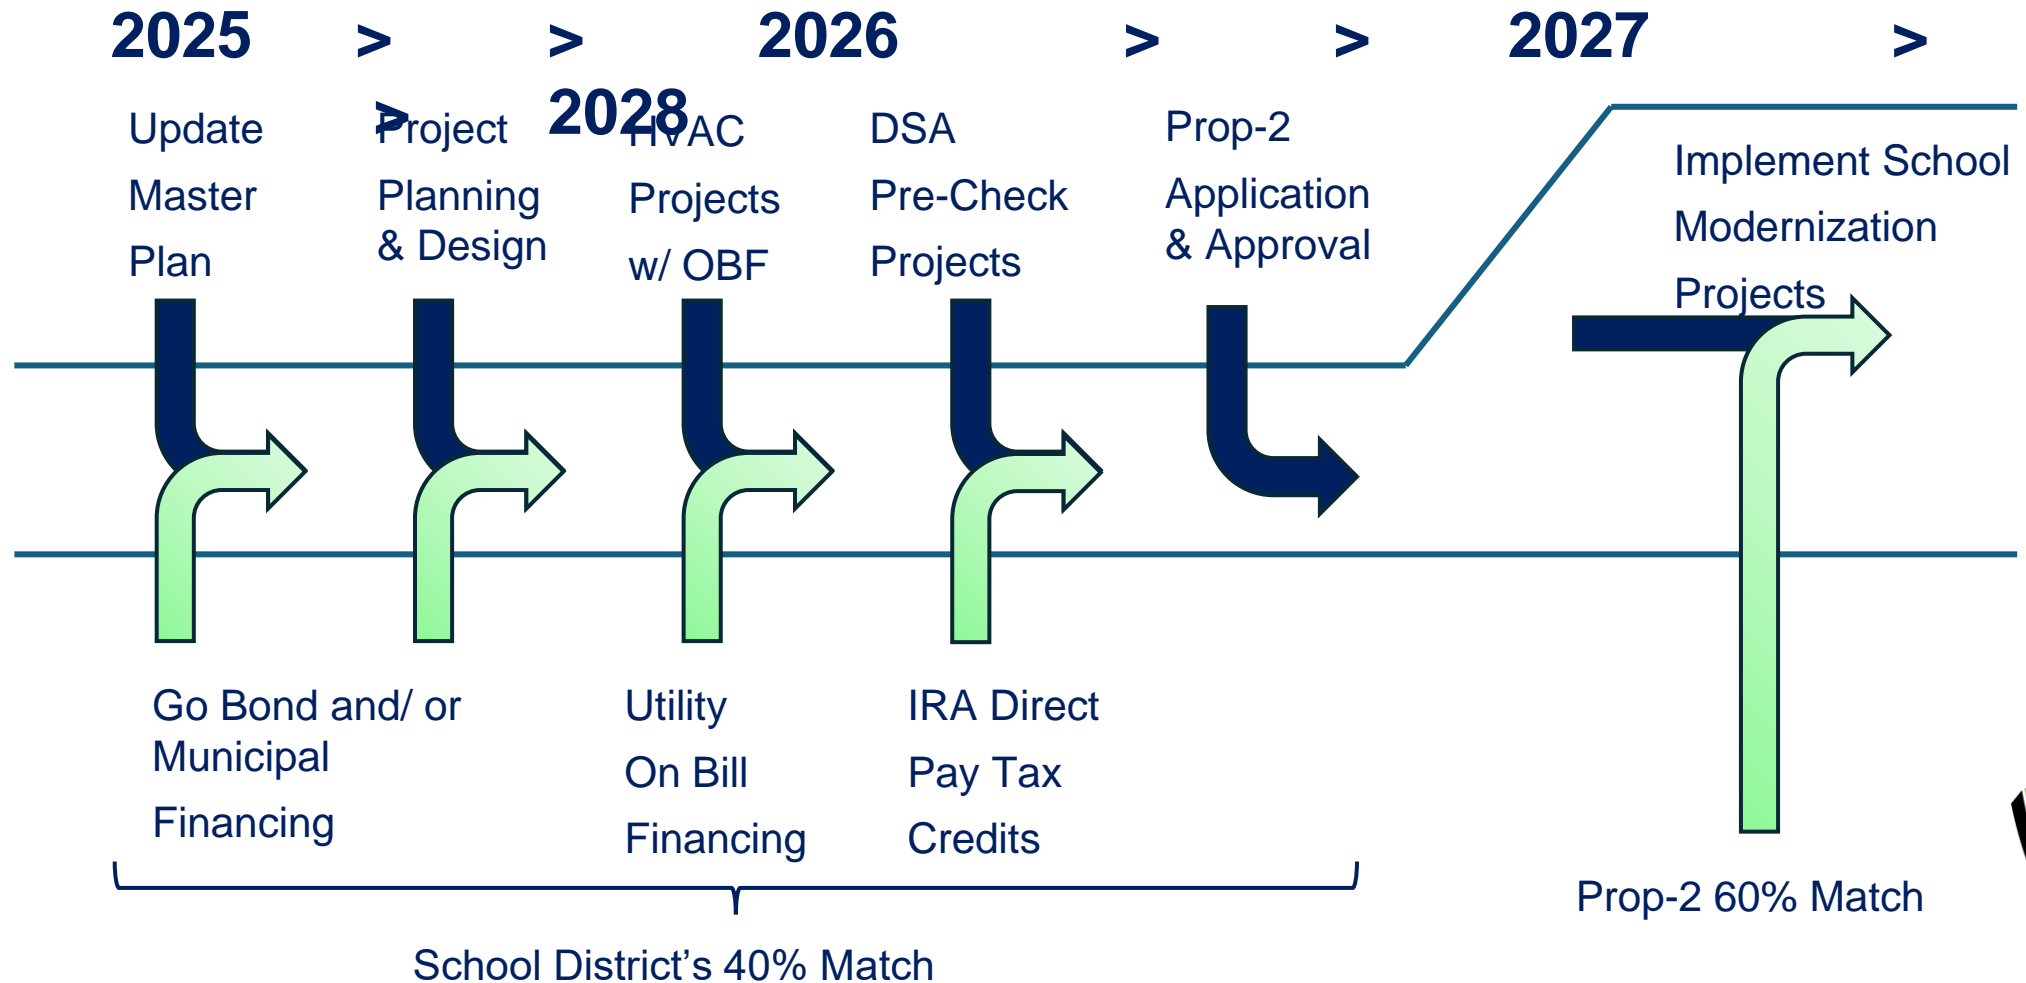 2025 > > 2026 > > 2027 >
> 2028
Update
Master
Plan
Project
Planning
& Design
HVAC
Projects
w/ OBF
DSA
Pre-Check
Projects
Prop-2
Application
& Approval
Implement School
Modernization
Projects
Go Bond and/ or
Municipal
Financing
Utility
On Bill
Financing
IRA Direct
Pay Tax
Credits
Prop-2 60% Match
School District’s 40% Match